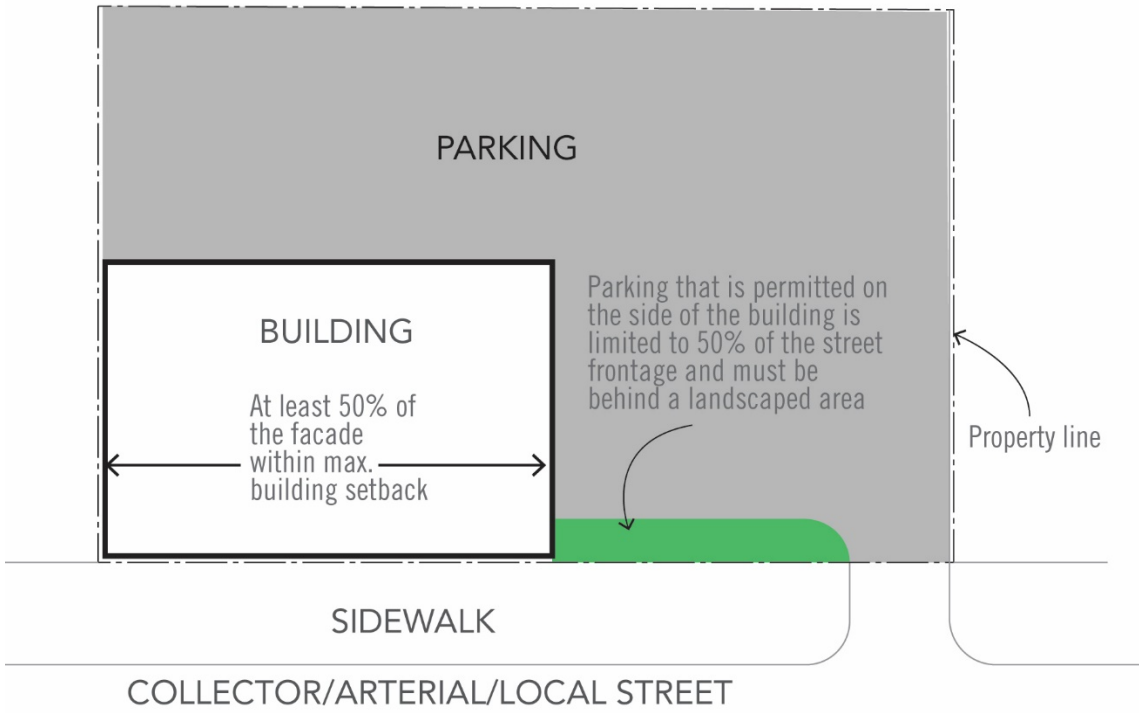 PARKING
BUILDING
At least 50% of
the facade
within max.
building setback
Parking that is permitted on
the side of the building is
limited to 50% of the street
frontage and must be
behind a landscaped area
Property line
SIDEWALK
COLLECTOR/ARTERIAL/LOCAL STREET